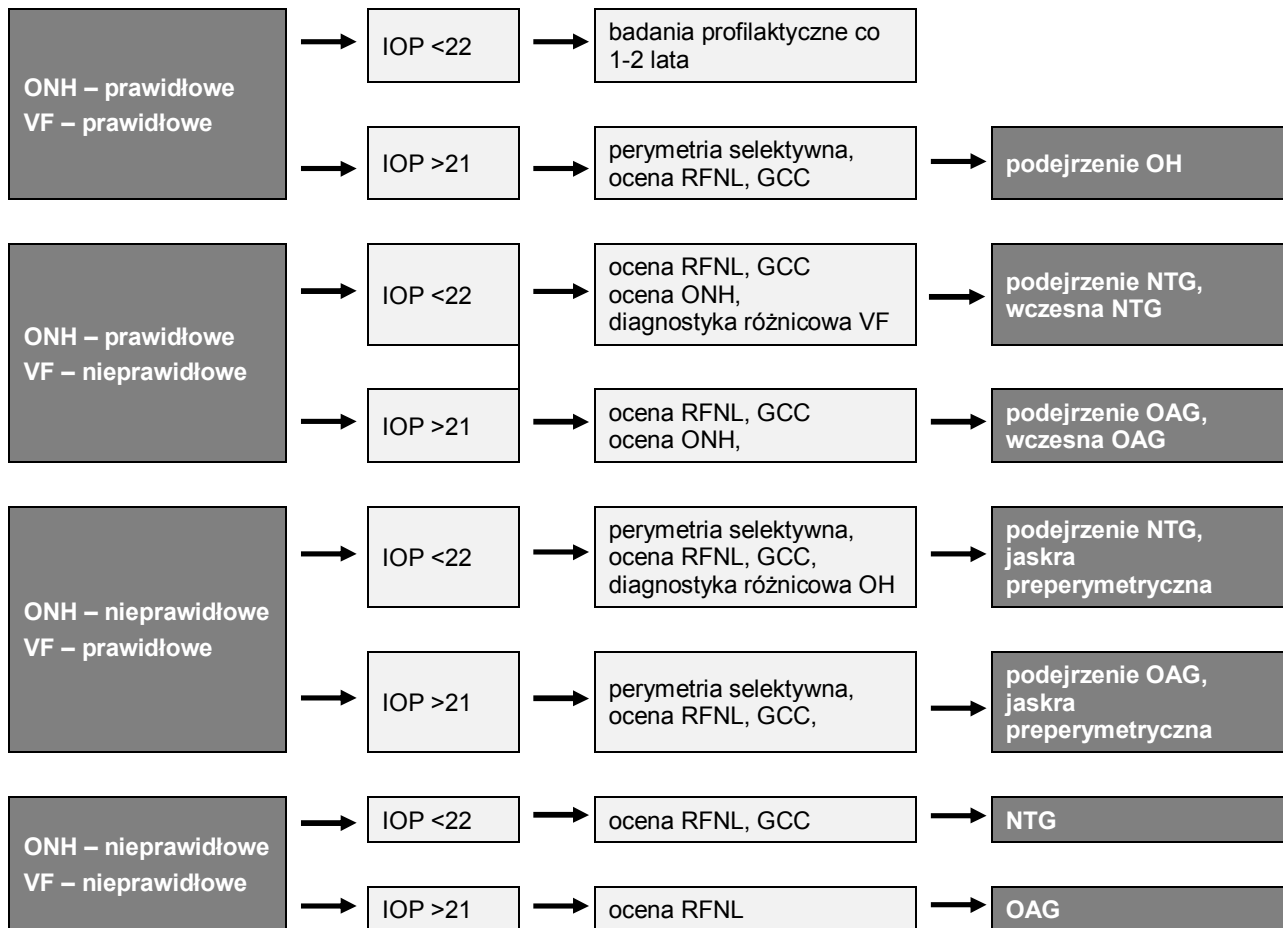 ONH – prawidłowe
VF – prawidłowe
IOP <22
badania profilaktyczne co
1-2 lata
IOP >21
perymetria selektywna,
ocena RFNL, GCC
podejrzenie OH
ONH – prawidłowe
VF – nieprawidłowe
IOP <22
ocena RFNL, GCC
ocena ONH,
diagnostyka różnicowa VF
podejrzenie NTG,
wczesna NTG
IOP >21
ocena RFNL, GCC
ocena ONH,
podejrzenie OAG,
wczesna OAG
ONH – nieprawidłowe
VF – prawidłowe
IOP <22
perymetria selektywna,
ocena RFNL, GCC,
diagnostyka różnicowa OH
podejrzenie NTG,
jaskra
preperymetryczna
IOP >21
perymetria selektywna,
ocena RFNL, GCC,
podejrzenie OAG,
jaskra
preperymetryczna
ONH – nieprawidłowe
VF – nieprawidłowe
IOP <22
ocena RFNL, GCC
NTG
IOP >21
ocena RFNL
OAG